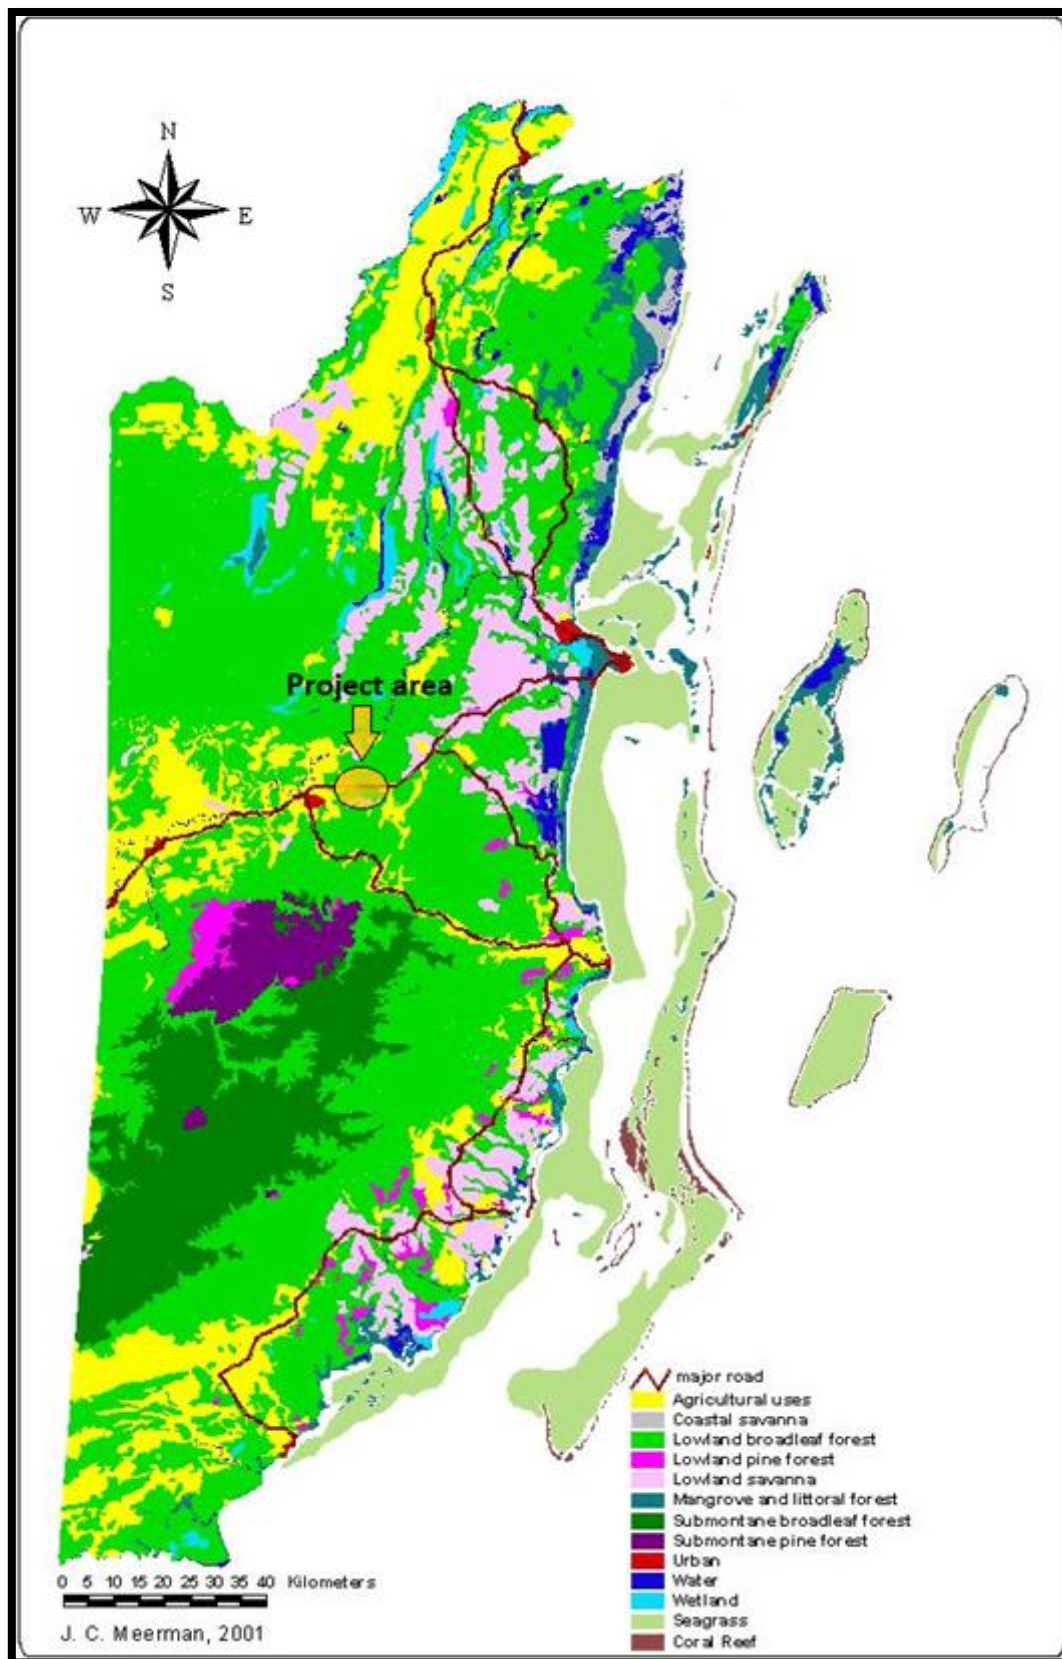 N
W E
S
Project area
major road
Agricultural uses
Coastal savanna
Lowland broadleaf forest
Lowland pine forest
Lowland savanna
Mangrove and littoral forest
Submontane broadleaf forest
Submontane pine forest
Urban
Water
Wetland
Seagrass
Coral Reef
0 5 10 15 20 25 30 35 40 Kilometers
J. C. Meerman, 2001